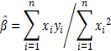 β̂ = ∑_{i=1}^{n} x_i y_i / ∑_{i=1}^{n} x_i^2